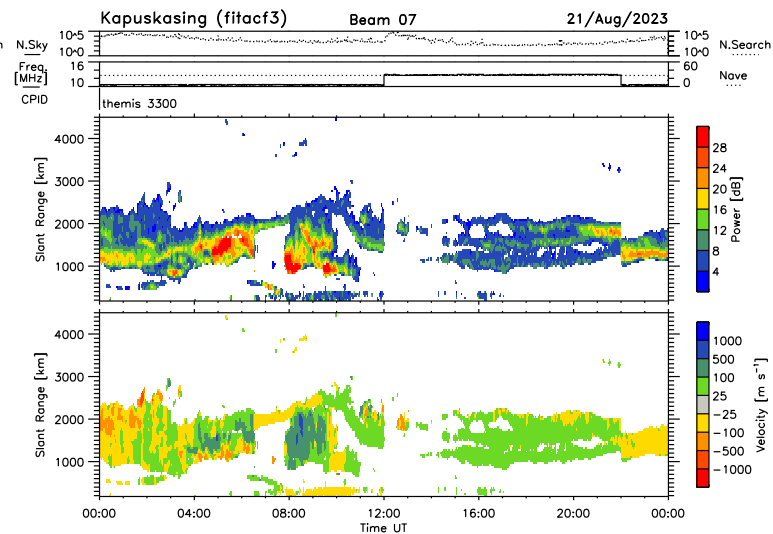 Kapuskasing (fitacf3) Beam 07 21/Aug/2023
n N.Sky 10^5 10^5 N.Search
10^0 10^0
Freq. 16 60 Nave
[MHz] 10 0
CPID themis 3300
Slant Range [km]
4000
3000
2000
1000
28
24
20
16
12
8
4
Power [dB]
Slant Range [km]
4000
3000
2000
1000
1000
500
100
25
-25
-100
-500
-1000
Velocity [m s⁻¹]
00:00 04:00 08:00 12:00 16:00 20:00 00:00
Time UT